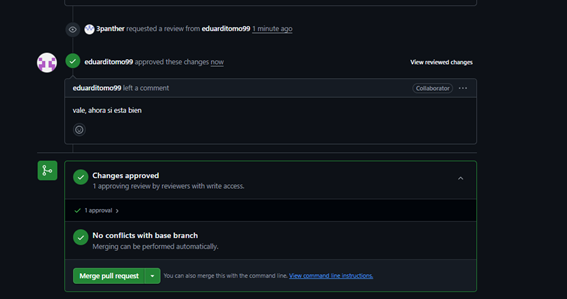 3panther requested a review from eduarditomo99 1 minute ago
eduarditomo99 approved these changes now
View reviewed changes
eduarditomo99 left a comment
Collaborator
vale, ahora si esta bien
Changes approved
1 approving review by reviewers with write access.
1 approval
No conflicts with base branch
Merging can be performed automatically.
Merge pull request
You can also merge this with the command line. View command line instructions.